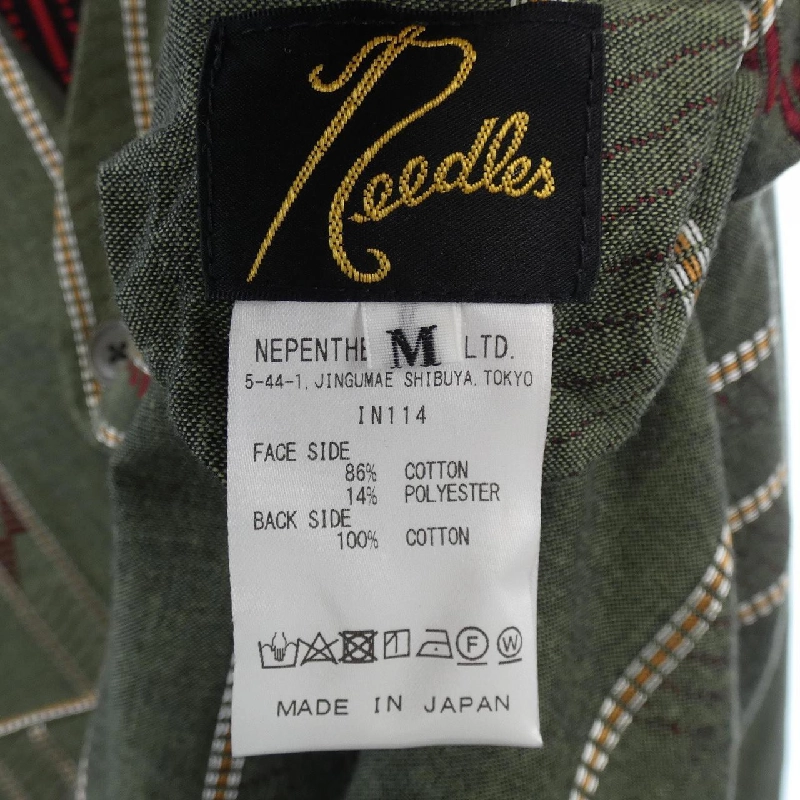 Needles
M
NEPENTHE LTD.
5-44-1, JINGUMAE SHIBUYA, TOKYO
IN114
FACE SIDE
86% COTTON
14% POLYESTER
BACK SIDE
100% COTTON
F W
MADE IN JAPAN